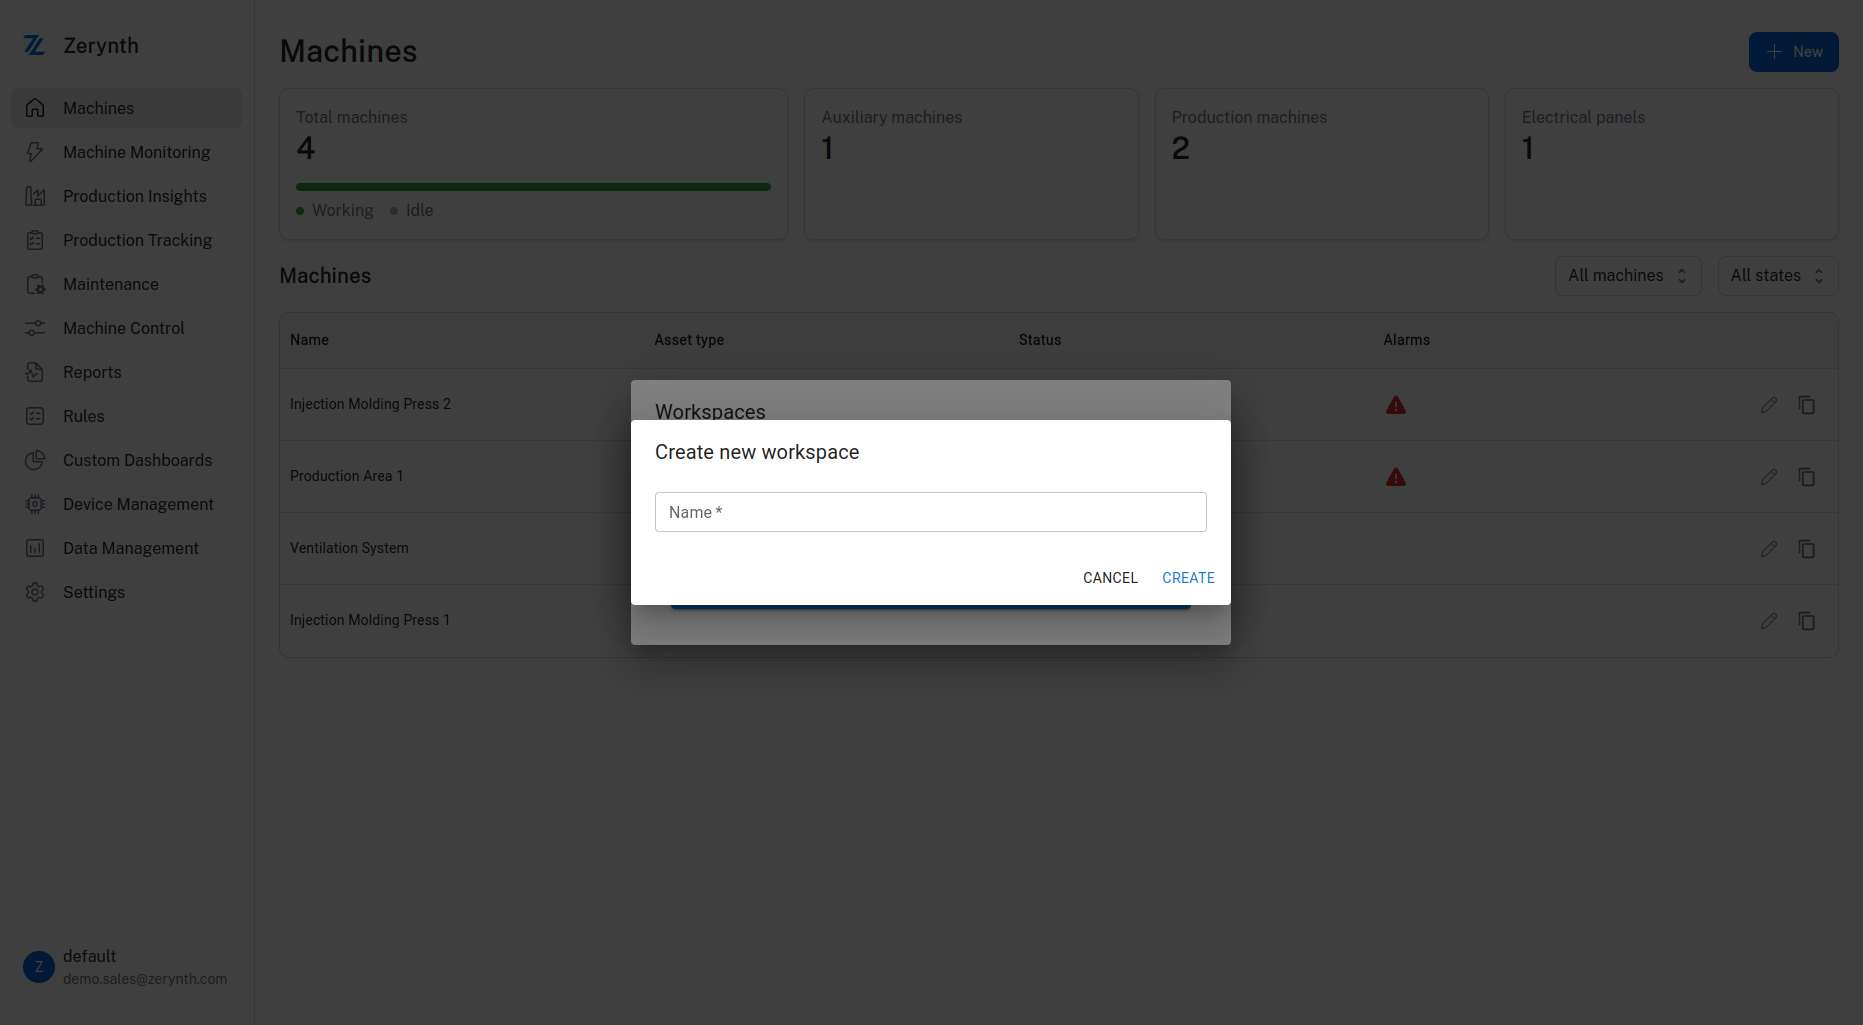 Zerynth
Machines
Machine Monitoring
Production Insights
Production Tracking
Maintenance
Machine Control
Reports
Rules
Custom Dashboards
Device Management
Data Management
Settings
Z
default
demo.sales@zerynth.com
Machines
New
Total machines
4
Working Idle
Auxiliary machines
1
Production machines
2
Electrical panels
1
Machines
All machines
All states
Name Asset type Status Alarms
Injection Molding Press 2
Production Area 1
Ventilation System
Injection Molding Press 1
Workspaces
Create new workspace
Name *
CANCEL CREATE